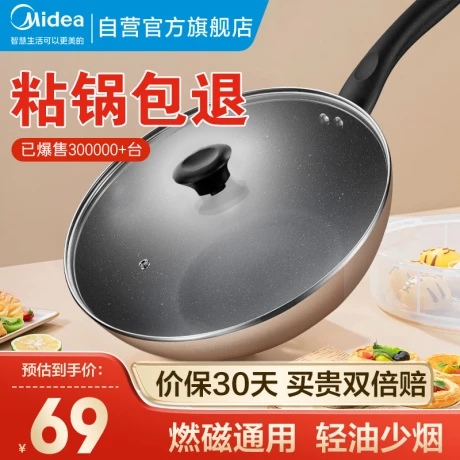 Midea
智慧生活可以更美的
自营官方旗舰店
粘锅包退
已爆售300000+台
预估到手价:
¥69
价保30天 买贵双倍赔
燃磁通用 轻油少烟